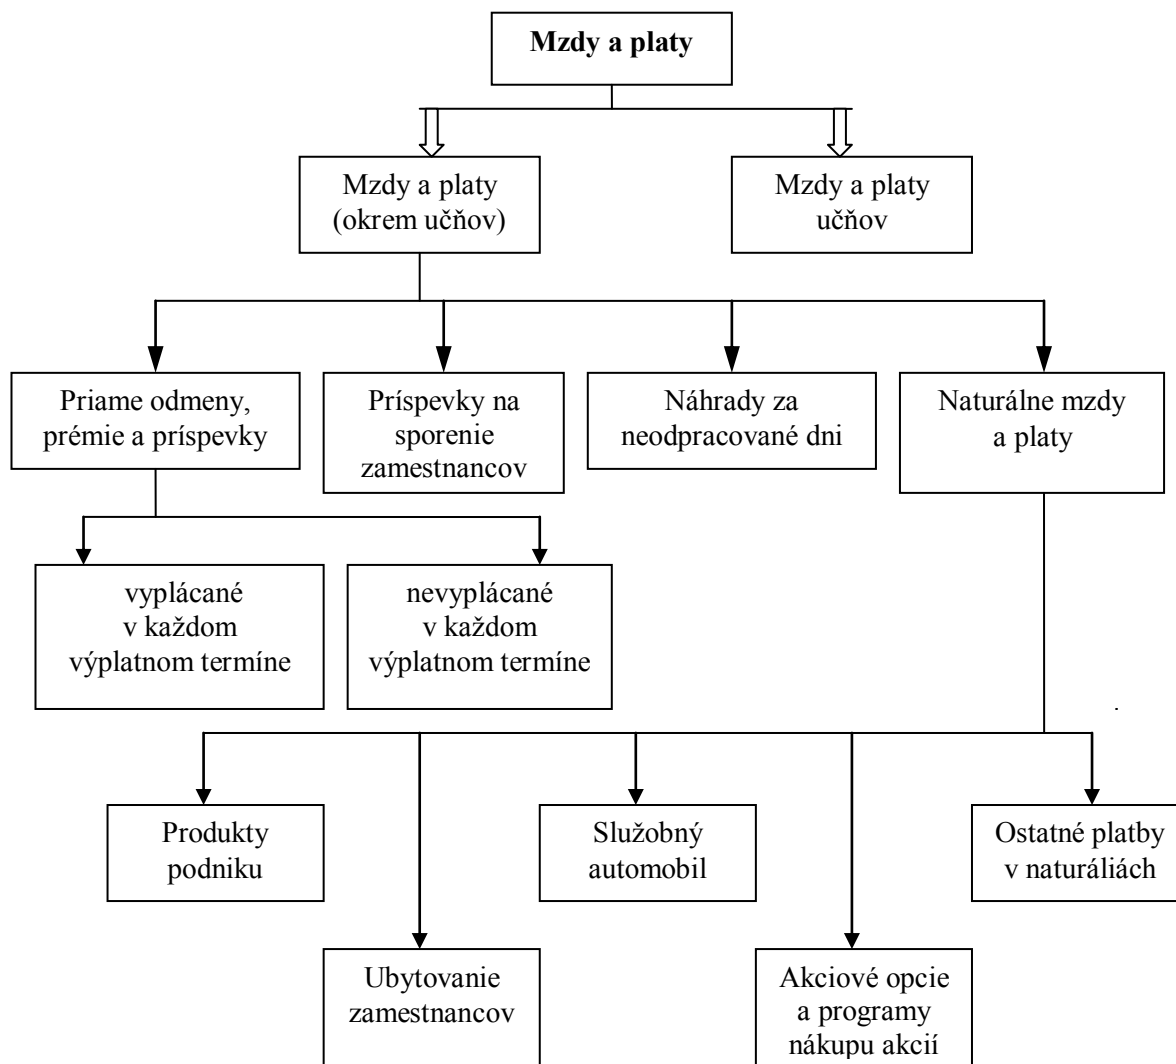 Mzdy a platy
Mzdy a platy
(okrem učňov)
Mzdy a platy
učňov
Priame odmeny,
prémie a príspevky
Príspevky na
sporenie
zamestnancov
Náhrady za
neodpracované dni
Naturálne mzdy
a platy
vyplácané
v každom
výplatnom termíne
nevyplácané
v každom
výplatnom termíne
Produkty
podniku
Služobný
automobil
Ostatné platby
v naturáliách
Ubytovanie
zamestnancov
Akciové opcie
a programy
nákupu akcií